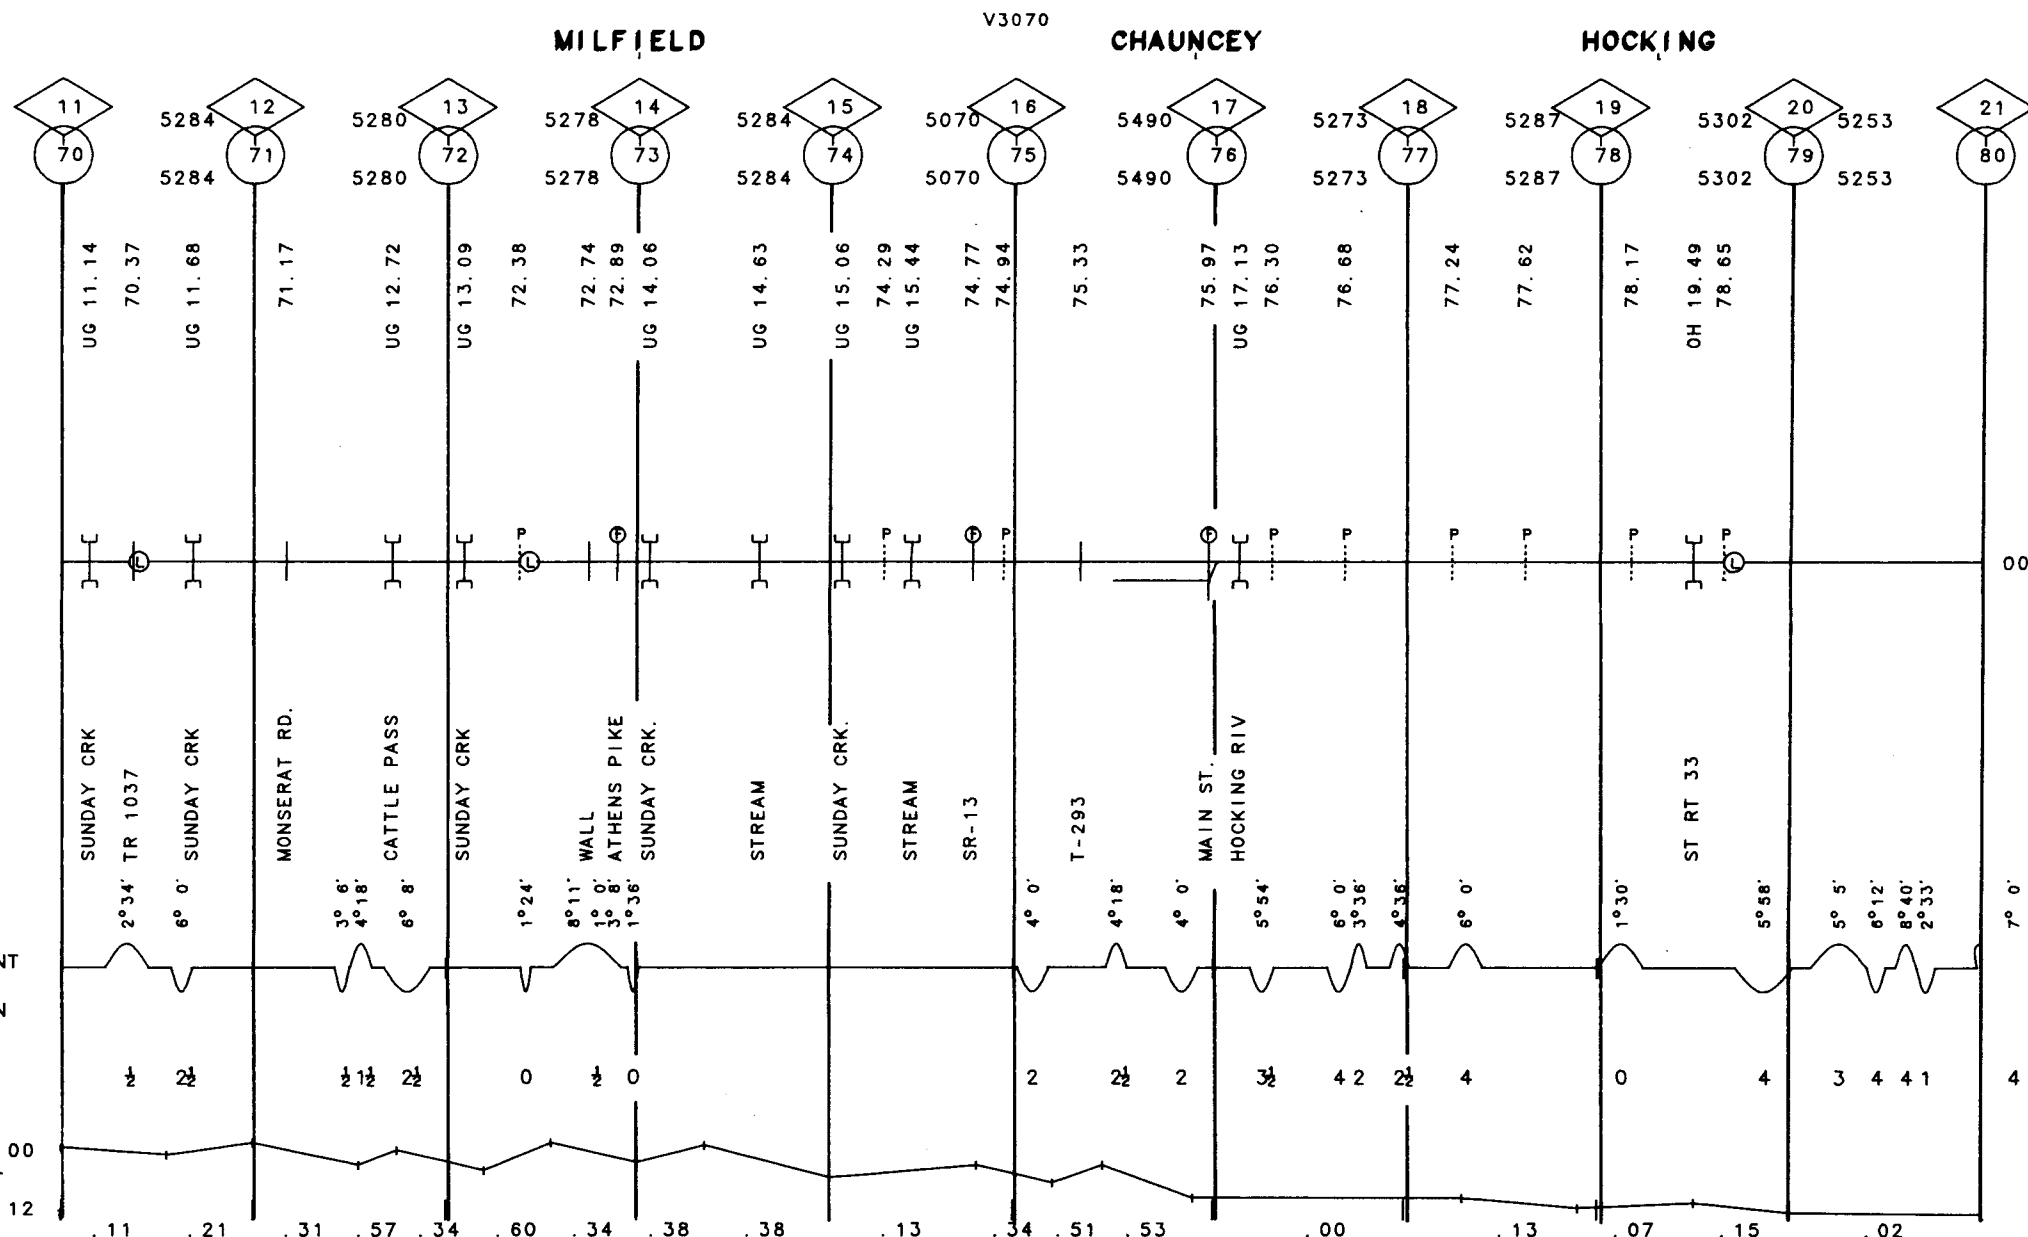 V3070
MILFIELD CHAUNCEY HOCKING
11 12 13 14 15 16 17 18 19 20 21
5284 5280 5278 5284 5070 5490 5273 5287 5302 5253
70 71 72 73 74 75 76 77 78 79 80
5284 5280 5278 5284 5070 5490 5273 5287 5302 5253
UG 11.14
70.37
UG 11.68
71.17
UG 12.72
UG 13.09
72.38
72.74
72.89
UG 14.06
UG 14.63
UG 15.06
74.29
UG 15.44
74.77
74.94
75.33
75.97
UG 17.13
76.30
76.68
77.24
77.62
78.17
OH 19.49
78.65
P F P F P F P P P P P P
L L L 00
SUNDAY CRK
TR 1037
SUNDAY CRK
MONSERAT RD.
CATTLE PASS
SUNDAY CRK
WALL
ATHENS PIKE
SUNDAY CRK.
STREAM
SUNDAY CRK.
STREAM
SR-13
T-293
MAIN ST.
HOCKING RIV
ST RT 33
2°34'
6° 0'
3° 6'
4°18'
6° 8'
1°24'
8°11'
1° 0'
3° 8'
1°36'
4° 0'
4°18'
4° 0'
5°54'
6° 0'
3°36'
4°36'
6° 0'
1°30'
5°58'
5° 5'
6°12'
8°40'
2°33'
7° 0'
NT
N
½ 2½ ½ 1½ 2½ 0 ½ 0 2 2½ 2 3½ 4 2 2½ 4 0 4 3 4 4 1 4
00
12
.11 .21 .31 .57 .34 .60 .34 .38 .38 .13 .34 .51 .53 .00 .13 .07 .15 .02